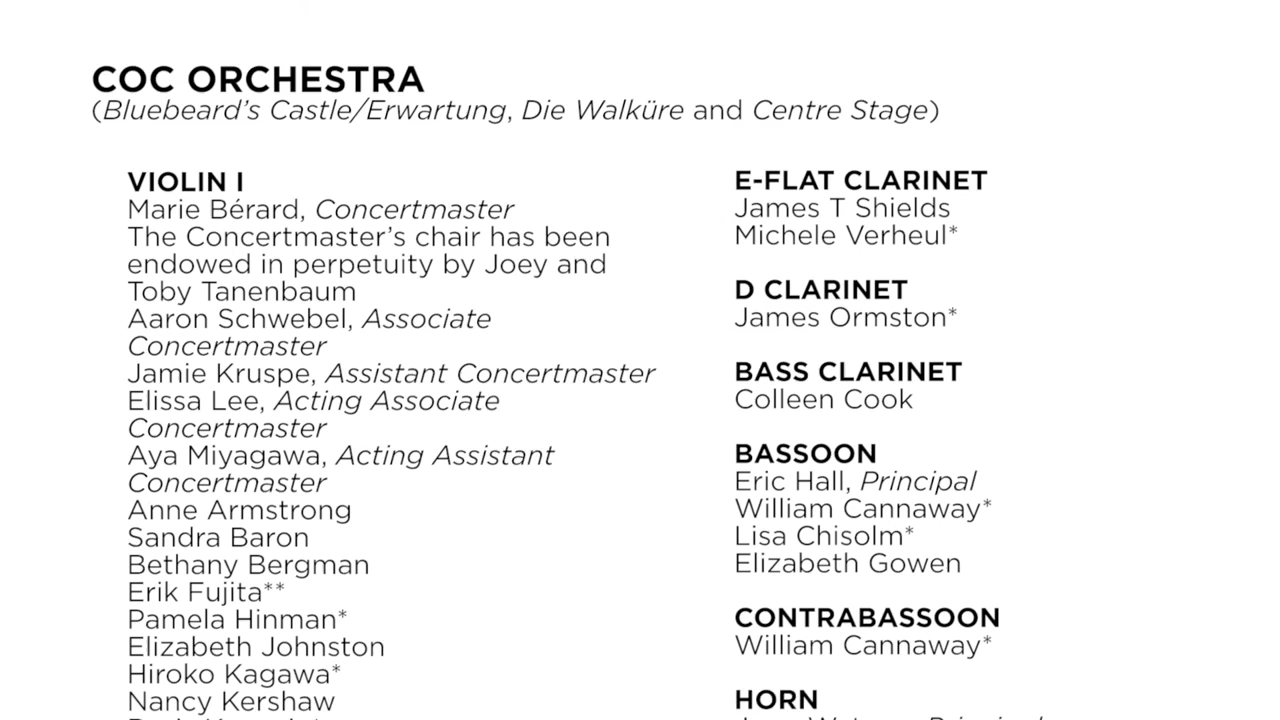 COC ORCHESTRA
(Bluebeard's Castle/Erwartung, Die Walküre and Centre Stage)
VIOLIN I
Marie Bérard, Concertmaster
The Concertmaster's chair has been
endowed in perpetuity by Joey and
Toby Tanenbaum
Aaron Schwebel, Associate
Concertmaster
Jamie Kruspe, Assistant Concertmaster
Elissa Lee, Acting Associate
Concertmaster
Aya Miyagawa, Acting Assistant
Concertmaster
Anne Armstrong
Sandra Baron
Bethany Bergman
Erik Fujita**
Pamela Hinman*
Elizabeth Johnston
Hiroko Kagawa*
Nancy Kershaw
E-FLAT CLARINET
James T Shields
Michele Verheul*
D CLARINET
James Ormston*
BASS CLARINET
Colleen Cook
BASSOON
Eric Hall, Principal
William Cannaway*
Lisa Chisolm*
Elizabeth Gowen
CONTRABASSOON
William Cannaway*
HORN